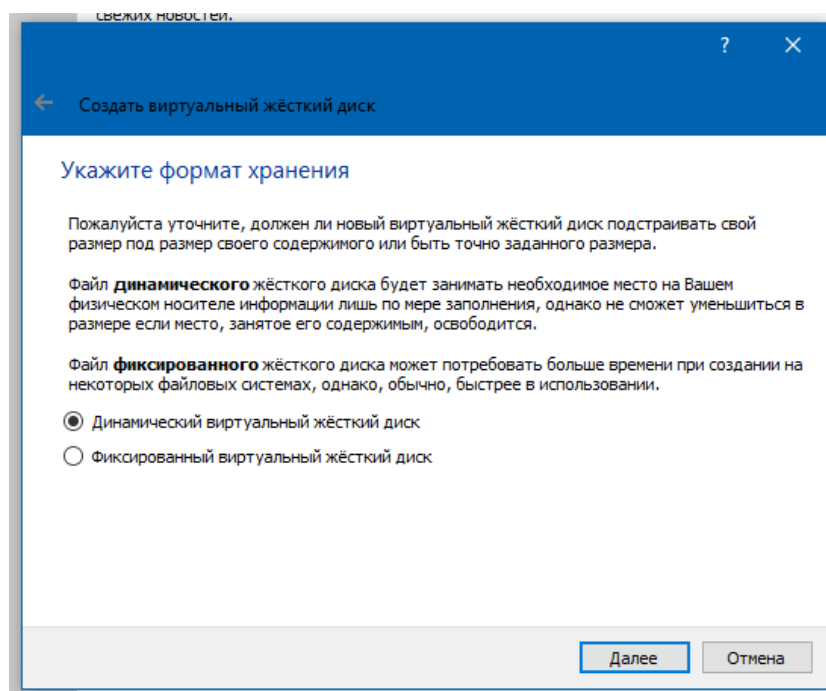 свежих новостей.
?
Создать виртуальный жёсткий диск
Укажите формат хранения
Пожалуйста уточните, должен ли новый виртуальный жёсткий диск подстраивать свой
размер под размер своего содержимого или быть точно заданного размера.
Файл динамического жёсткого диска будет занимать необходимое место на Вашем
физическом носителе информации лишь по мере заполнения, однако не сможет уменьшиться в
размере если место, занятое его содержимым, освободится.
Файл фиксированного жёсткого диска может потребовать больше времени при создании на
некоторых файловых системах, однако, обычно, быстрее в использовании.
Динамический виртуальный жёсткий диск
Фиксированный виртуальный жёсткий диск
Далее
Отмена